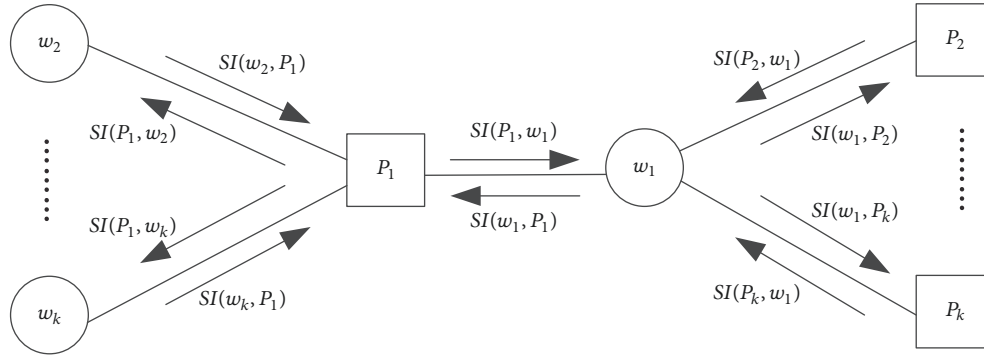 w₂
SI(w₂, P₁)
SI(P₁, w₂)
SI(P₁, wₖ)
SI(wₖ, P₁)
wₖ
P₁
SI(P₁, w₁)
SI(w₁, P₁)
w₁
P₂
SI(P₂, w₁)
SI(w₁, P₂)
SI(w₁, Pₖ)
SI(Pₖ, w₁)
Pₖ